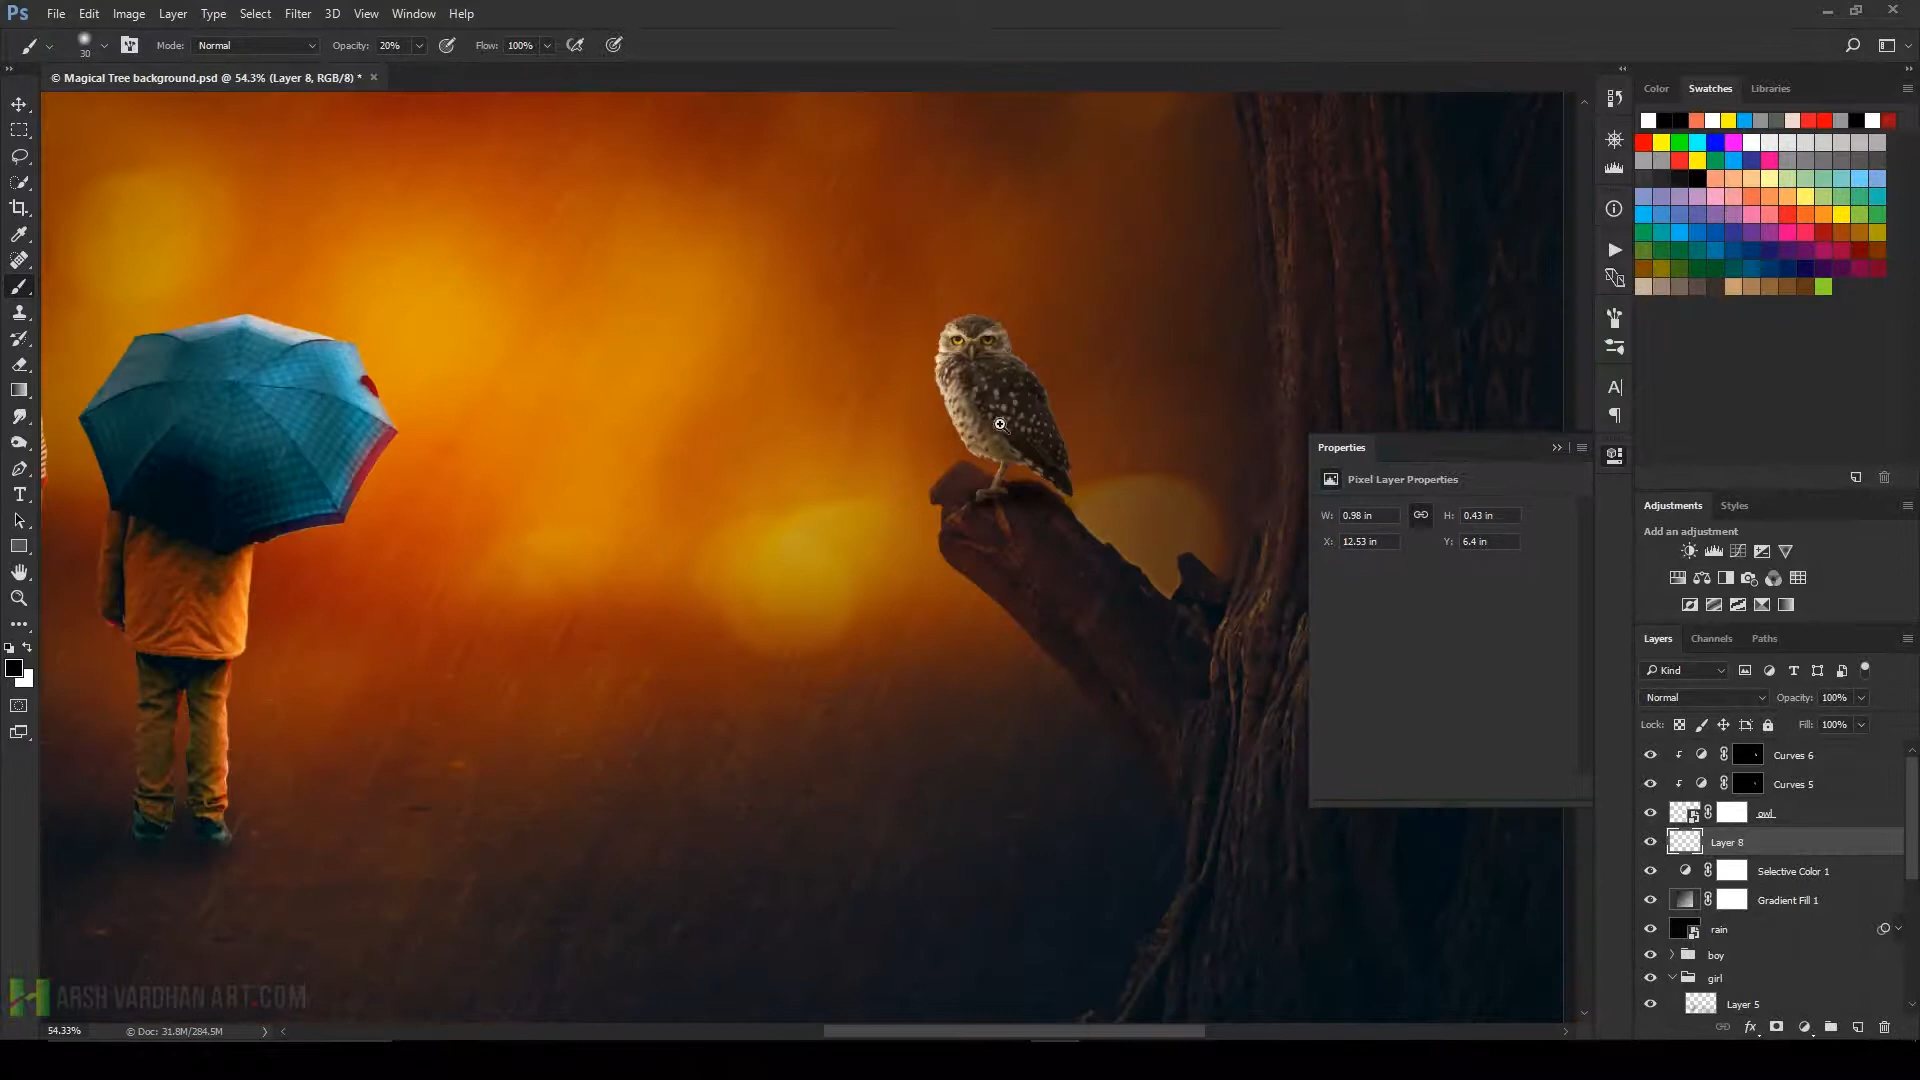 Ps File Edit Image Layer Type Select Filter 3D View Window Help
30 Mode: Normal Opacity: 20% Flow: 100%
© Magical Tree background.psd @ 54.3% (Layer 8, RGB/8) * ×
Color Swatches Libraries
Properties
Pixel Layer Properties
W: 0.98 in H: 0.43 in
X: 12.53 in Y: 6.4 in
Adjustments Styles
Add an adjustment
Layers Channels Paths
Kind
Normal Opacity: 100%
Lock: Fill: 100%
Curves 6
Curves 5
owl
Layer 8
Selective Color 1
Gradient Fill 1
rain
boy
girl
Layer 5
ARSH VARDHAN ART.COM
54.33% © Doc: 31.8M/284.5M